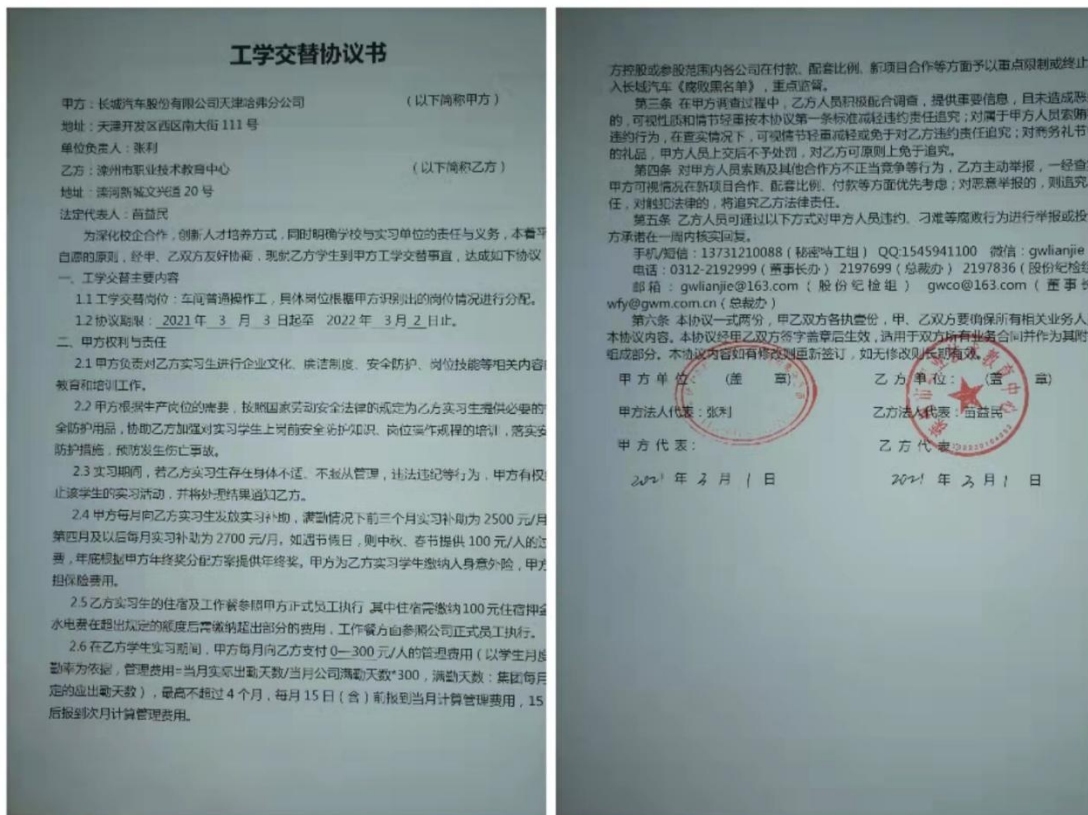 工学交替协议书
甲方：长城汽车股份有限公司天津哈弗分公司 （以下简称甲方）
地址：天津开发区西区南大街 111 号
单位负责人：张利
乙方：滦州市职业技术教育中心 （以下简称乙方）
地址：滦河新城文兴道 20 号
法定代表人：苗益民
为深化校企合作，创新人才培养方式，同时明确学校与实习单位的责任与义务，本着平
自愿的原则，经甲、乙双方友好协商，现就乙方学生到甲方工学交替事宜，达成如下协议
一、工学交替主要内容
1.1 工学交替岗位：车间普通操作工，具体岗位根据甲方识别出的岗位情况进行分配。
1.2 协议期限：2021 年 3 月 3 日起至 2022 年 3 月 2 日止。
二、甲方权利与责任
2.1 甲方负责对乙方实习生进行企业文化、廉洁制度、安全防护、岗位技能等相关内容
教育和培训工作。
2.2 甲方根据生产岗位的需要，按照国家劳动安全法律的规定为乙方实习生提供必要的
全防护用品，协助乙方加强对实习学生上岗前安全防护知识、岗位操作规程的培训，落实安
防护措施，预防发生伤亡事故。
2.3 实习期间，若乙方实习生存在身体不适、不服从管理，违法违纪等行为，甲方有权
止该学生的实习活动，并将处理结果通知乙方。
2.4 甲方每月向乙方实习生发放实习补助，满勤情况下前三个月实习补助为 2500 元/月
第四月及以后每月实习补助为 2700 元/月。如遇节假日，则中秋、春节提供 100 元/人的过
费，年底根据甲方年终奖分配方案提供年终奖。甲方为乙方实习学生缴纳人身意外险，甲方
担保险费用。
2.5 乙方实习生的住宿及工作餐参照甲方正式员工执行，其中住宿需缴纳 100 元住宿押金
水电费在超出规定的额度后需缴纳超出部分的费用，工作餐方面参照公司正式员工执行。
2.6 在乙方学生实习期间，甲方每月向乙方支付 0—300 元/人的管理费用（以学生月度
勤率为依据，管理费用=当月实际出勤天数/当月公司满勤天数*300，满勤天数：集团每月
定的应出勤天数），最高不超过 4 个月，每月 15 日（含）前报到当月计算管理费用，15
后报到次月计算管理费用。
方控股或参股范围内各公司在付款、配套比例、新项目合作等方面予以重点限制或终止
入长城汽车《腐败黑名单》，重点监督。
第三条 在甲方调查过程中，乙方人员积极配合调查，提供重要信息，且未造成恶
的，可视性质和情节轻重按本协议第一条标准减轻违约责任追究；对属于甲方人员索贿
违约行为，在查实情况下，可视情节轻重减轻或免于对乙方违约责任追究；对商务礼节
的礼品，甲方人员上交后不予处罚，对乙方可原则上免于追究。
第四条 对甲方人员索贿及其他合作方不正当竞争等行为，乙方主动举报，一经查
甲方可视情况在新项目合作、配套比例、付款等方面优先考虑；对恶意举报的，则追究
任，对触犯法律的，将追究乙方法律责任。
第五条 乙方人员可通过以下方式对甲方人员违约、刁难等腐败行为进行举报或投
方承诺在一周内核实回复。
手机/短信：13731210088（秘密特工组） QQ:1545941100 微信：gwlianjie
电话：0312-2192999（董事长办） 2197699（总裁办） 2197836（股份纪检组
邮箱：gwlianjie@163.com（股份纪检组） gwco@163.com（董事长
wfy@gwm.com.cn（总裁办）
第六条 本协议一式两份，甲乙双方各执壹份，甲、乙双方要确保所有相关业务人
本协议内容。本协议经甲乙双方签字盖章后生效，适用于双方所有业务合同并作为其附
组成部分。本协议内容如有修改则重新签订，如无修改则长期有效。
甲方单位 （盖 章） 乙方单位： （盖 章）
甲方法人代表：张利 乙方法人代表：苗益民
甲方代表： 乙方代表
2021 年 3 月 1 日 2021 年 3 月 1 日